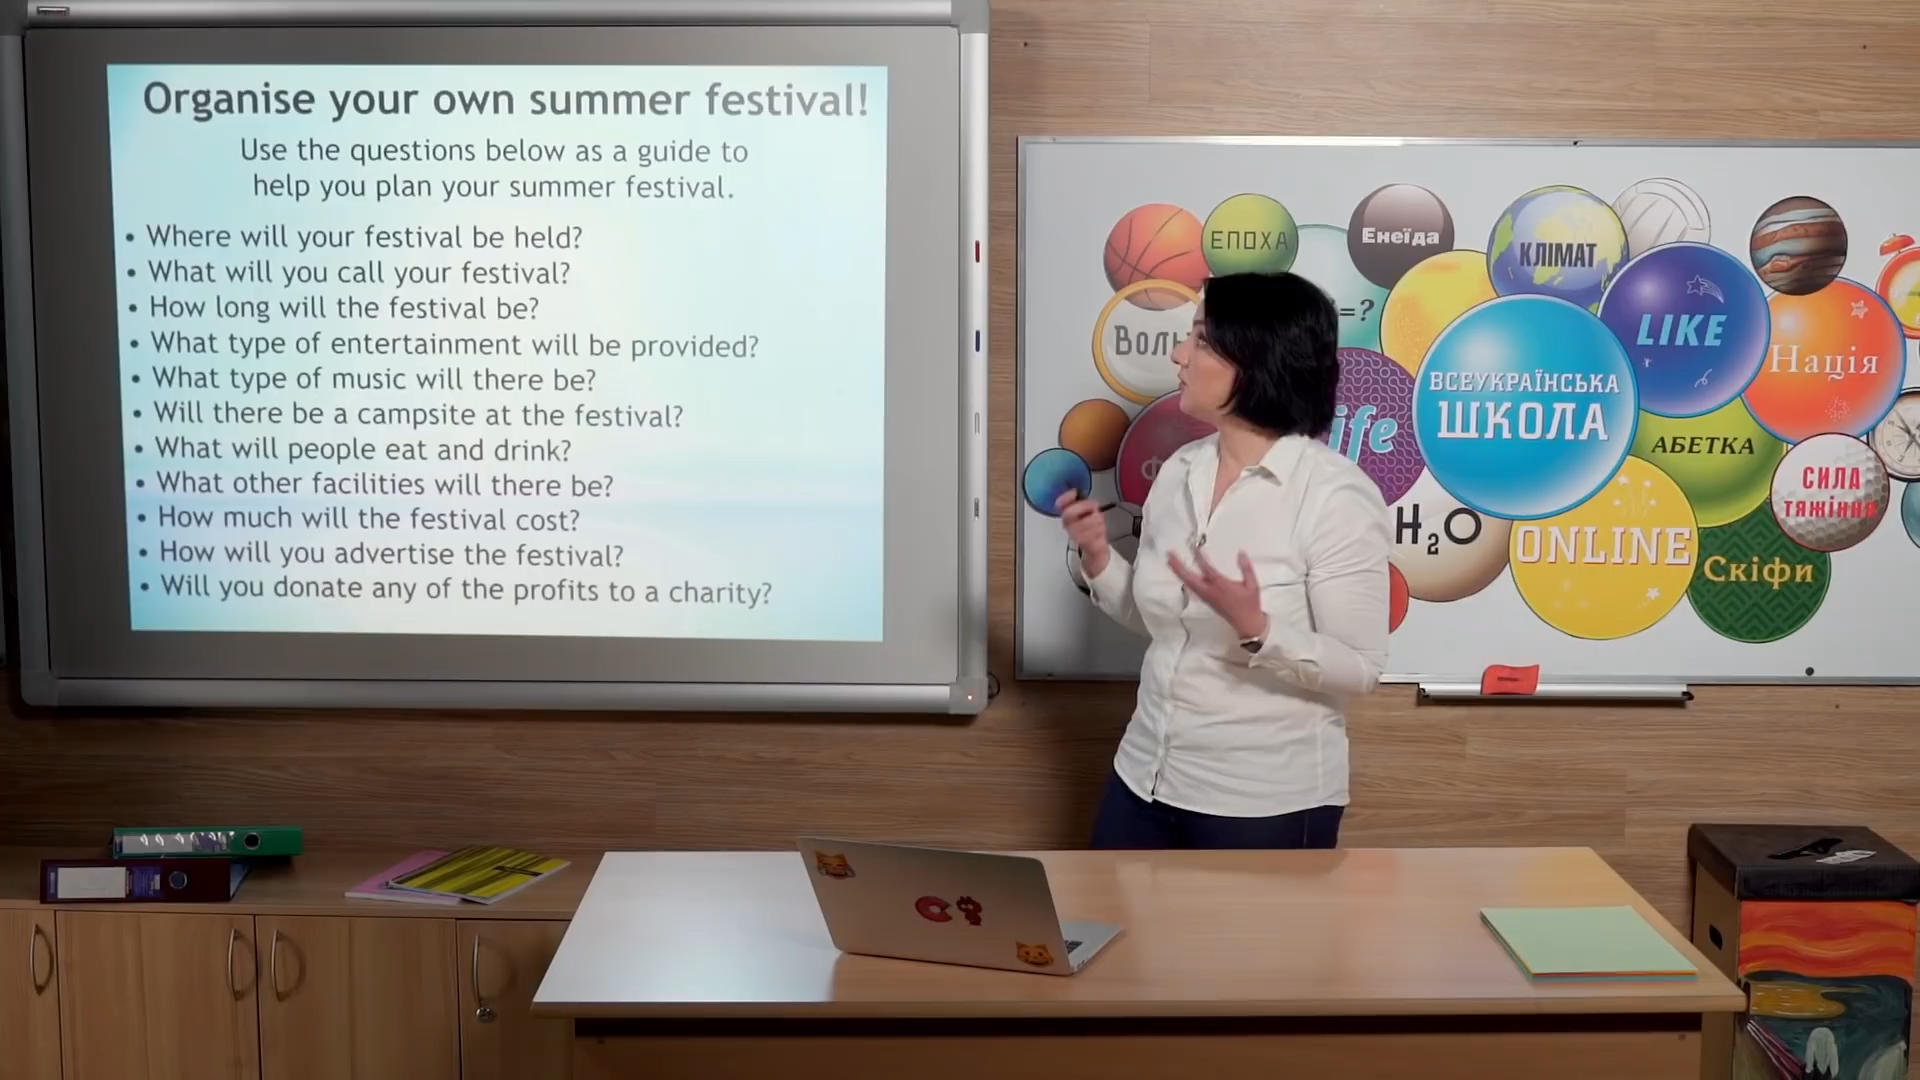 Organise your own summer festival!
Use the questions below as a guide to
help you plan your summer festival.
• Where will your festival be held?
• What will you call your festival?
• How long will the festival be?
• What type of entertainment will be provided?
• What type of music will there be?
• Will there be a campsite at the festival?
• What will people eat and drink?
• What other facilities will there be?
• How much will the festival cost?
• How will you advertise the festival?
• Will you donate any of the profits to a charity?
ЕПОХА
Енеїда
КЛІМАТ
=?
LIKE
Нація
ВСЕУКРАЇНСЬКА
ШКОЛА
АБЕТКА
СИЛА
ТЯЖІННЯ
H₂O
ONLINE
Скіфи